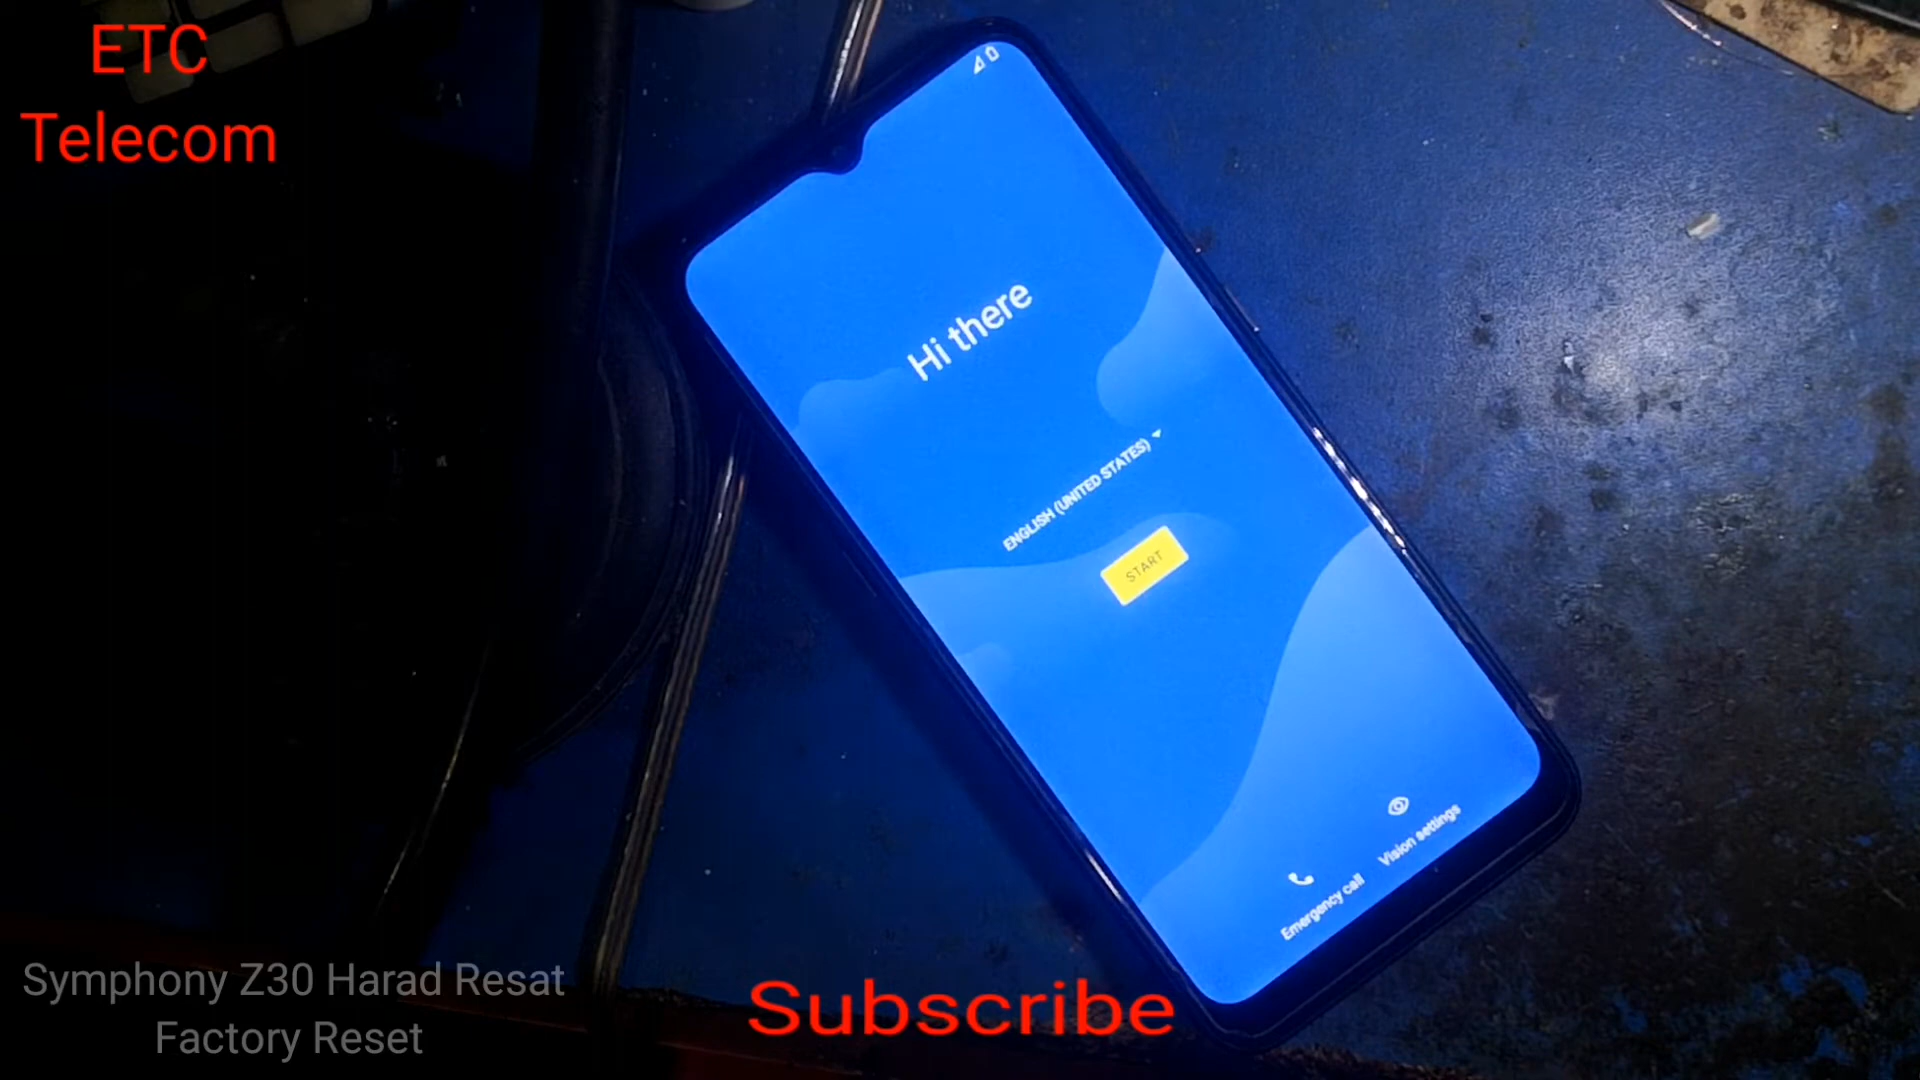 ETC
Telecom
Hi there
ENGLISH (UNITED STATES)
START
Vision settings
Emergency call
Symphony Z30 Harad Resat
Factory Reset
Subscribe